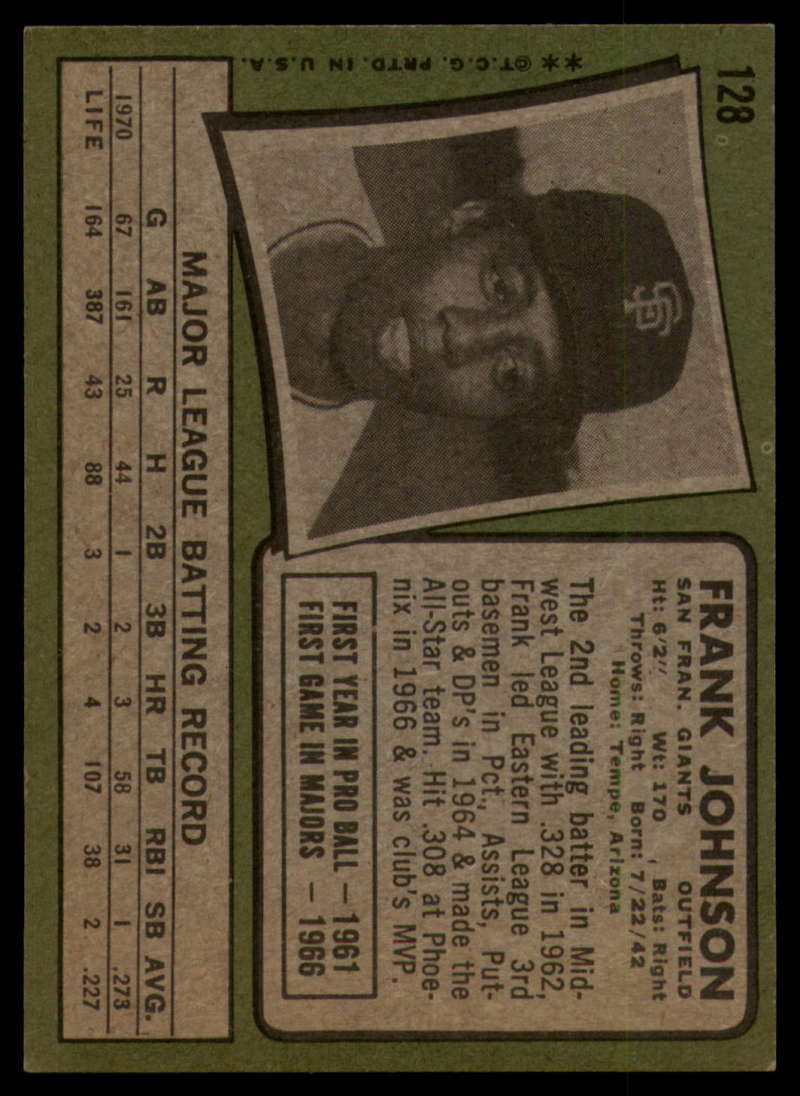 128
**©T.C.G. PRTD. IN U.S.A.
SF
FRANK JOHNSON
SAN FRAN. GIANTS OUTFIELD
Ht: 6'2" Wt: 170 Bats: Right
Throws: Right Born: 7/22/42
Home: Tempe, Arizona
The 2nd leading batter in Mid-
west League with .328 in 1962,
Frank led Eastern League 3rd
basemen in Pct., Assists, Put-
outs & DP's in 1964 & made the
All-Star team. Hit .308 at Phoe-
nix in 1966 & was club's MVP.
FIRST YEAR IN PRO BALL — 1961
FIRST GAME IN MAJORS — 1966
MAJOR LEAGUE BATTING RECORD
G AB R H 2B 3B HR TB RBI SB AVG.
1970 67 161 25 44 1 2 3 58 31 1 .273
LIFE 164 387 43 88 3 2 4 107 38 2 .227